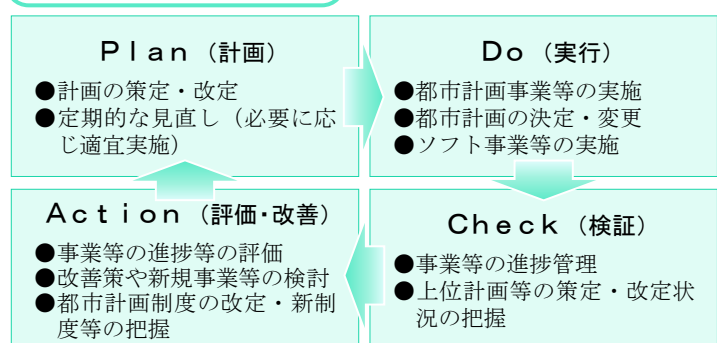 Plan（計画）
●計画の策定・改定
●定期的な見直し（必要に応
じ適宜実施）
Do（実行）
●都市計画事業等の実施
●都市計画の決定・変更
●ソフト事業等の実施
Action（評価･改善）
●事業等の進捗等の評価
●改善策や新規事業等の検討
●都市計画制度の改定・新制
度等の把握
Check（検証）
●事業等の進捗管理
●上位計画等の策定・改定状
況の把握